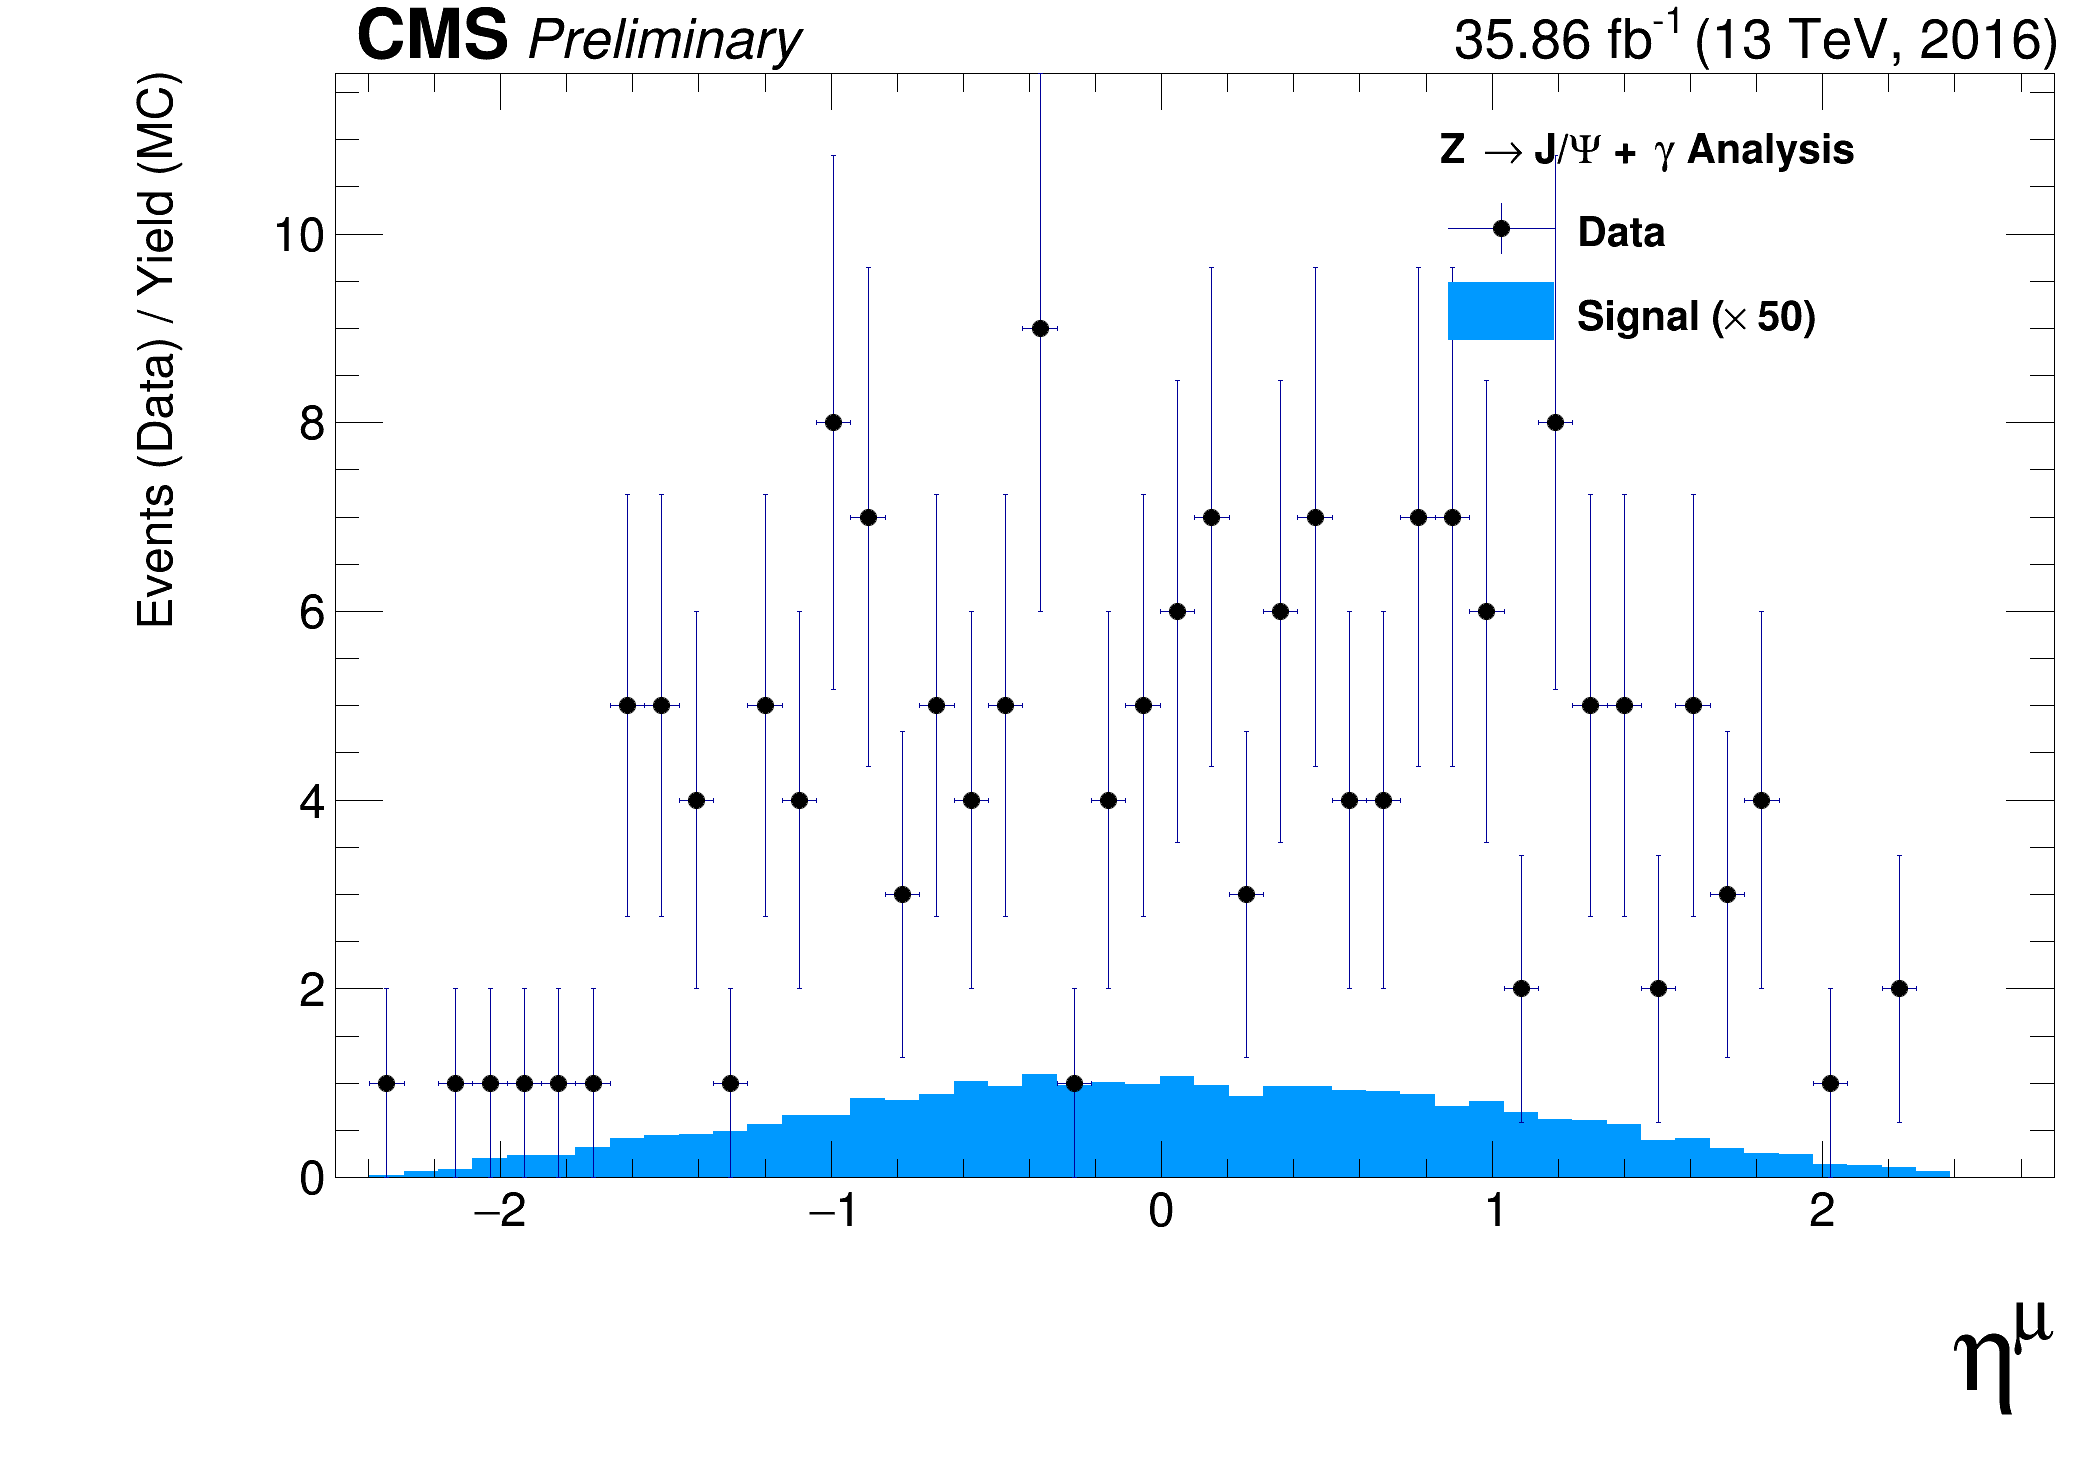 CMS Preliminary 35.86 fb⁻¹ (13 TeV, 2016)
Events (Data) / Yield (MC)
Z → J/Ψ + γ Analysis
Data
Signal (× 50)
10
8
6
4
2
0
−2 −1 0 1 2
η^μ